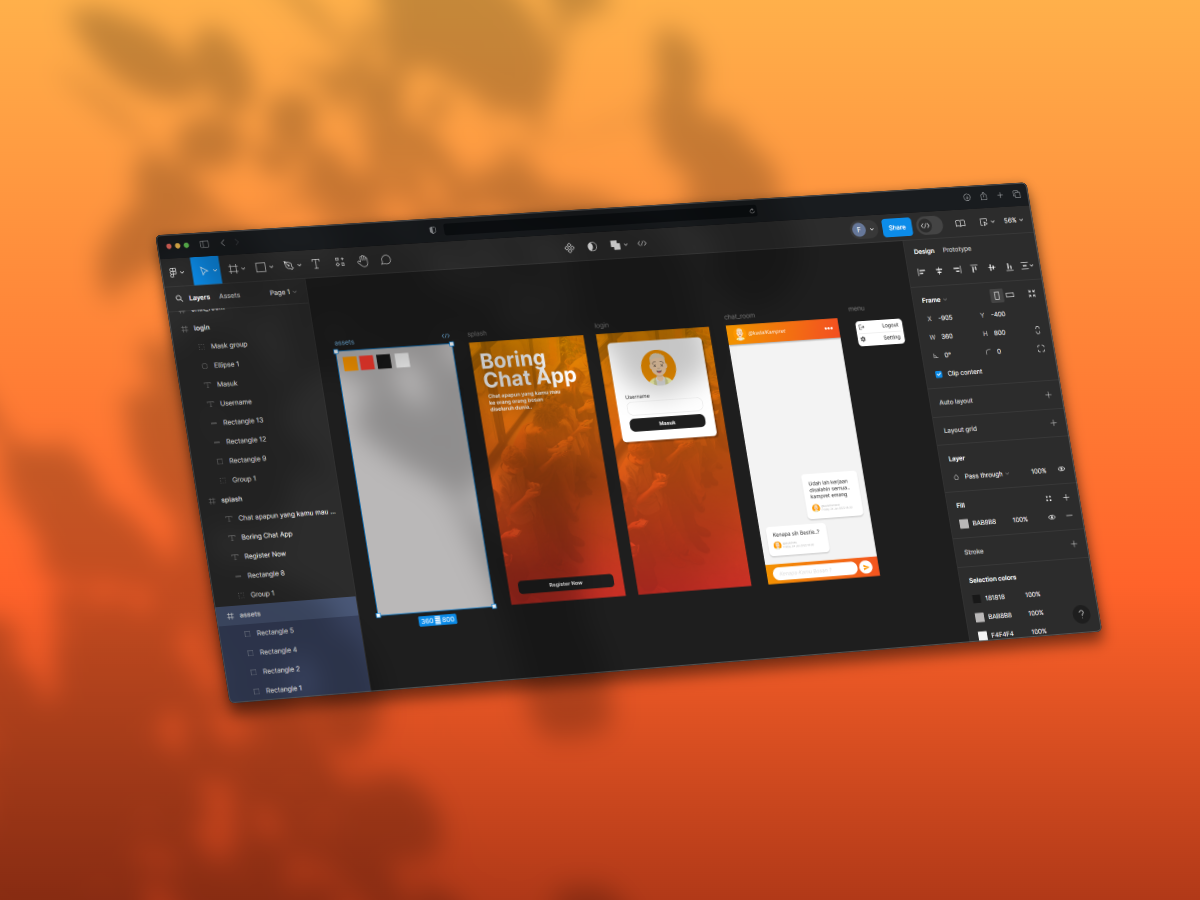 Share
56%
Layers
Assets
Page 1
login
Mask group
Ellipse 1
Masuk
Username
Rectangle 13
Rectangle 12
Rectangle 9
Group 1
splash
Chat apapun yang kamu mau ...
Boring Chat App
Register Now
Rectangle 8
Group 1
assets
Rectangle 5
Rectangle 4
Rectangle 2
Rectangle 1
assets
360
800
splash
Boring
Chat App
Chat apapun yang kamu mau
ke orang orang bosan
diseluruh dunia..
Register Now
login
Username
Masuk
chat_room
Udah lah kerjaan
disalahin semua..
kampret emang
Kenapa sih Bestie..?
menu
Logout
Setting
Design
Prototype
Frame
X -905
Y -400
W 360
H 800
0°
0
Clip content
Auto layout
Layout grid
Layer
Pass through
100%
Fill
BAB8B8
100%
Stroke
Selection colors
181818
100%
BAB8B8
100%
F4F4F4
100%
?